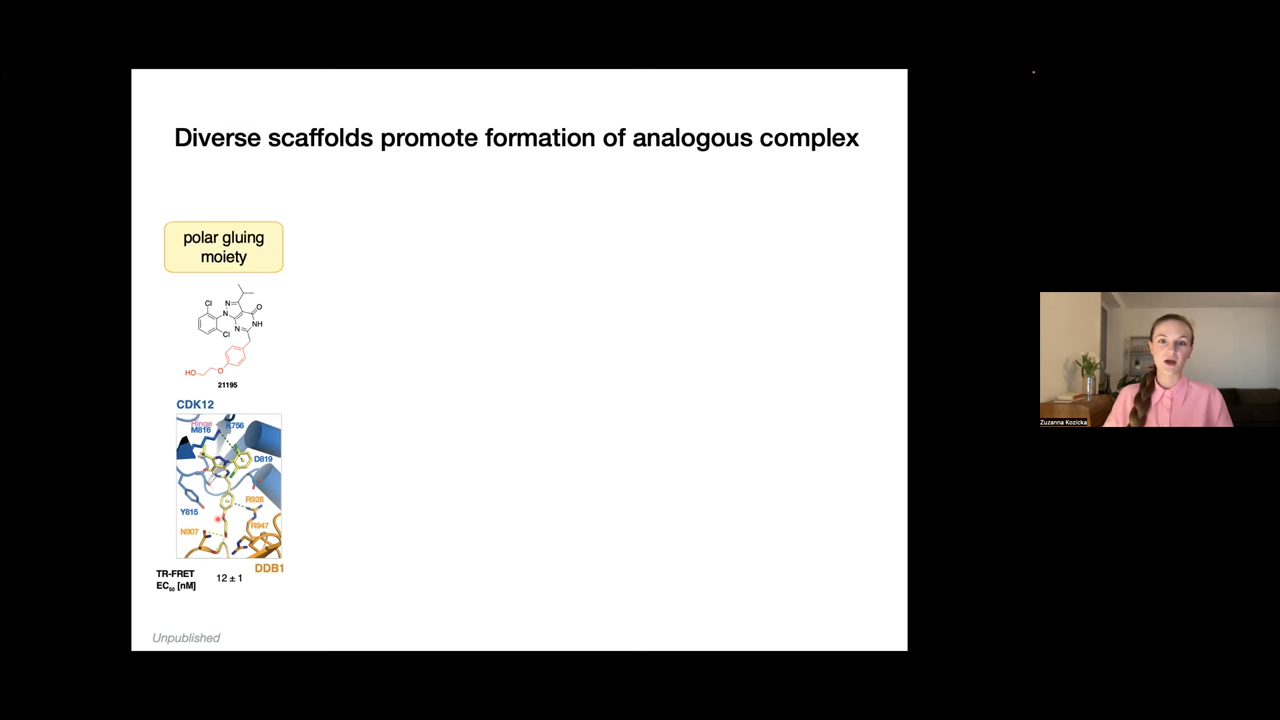 Diverse scaffolds promote formation of analogous complex
polar gluing
moiety
Cl
N
O
N
NH
N
Cl
HO
O
21195
CDK12
Hinge
K756
M816
D819
Y815
R928
R947
N907
DDB1
TR-FRET
EC50 [nM]
12 ± 1
Unpublished
Zuzanna Kozicka